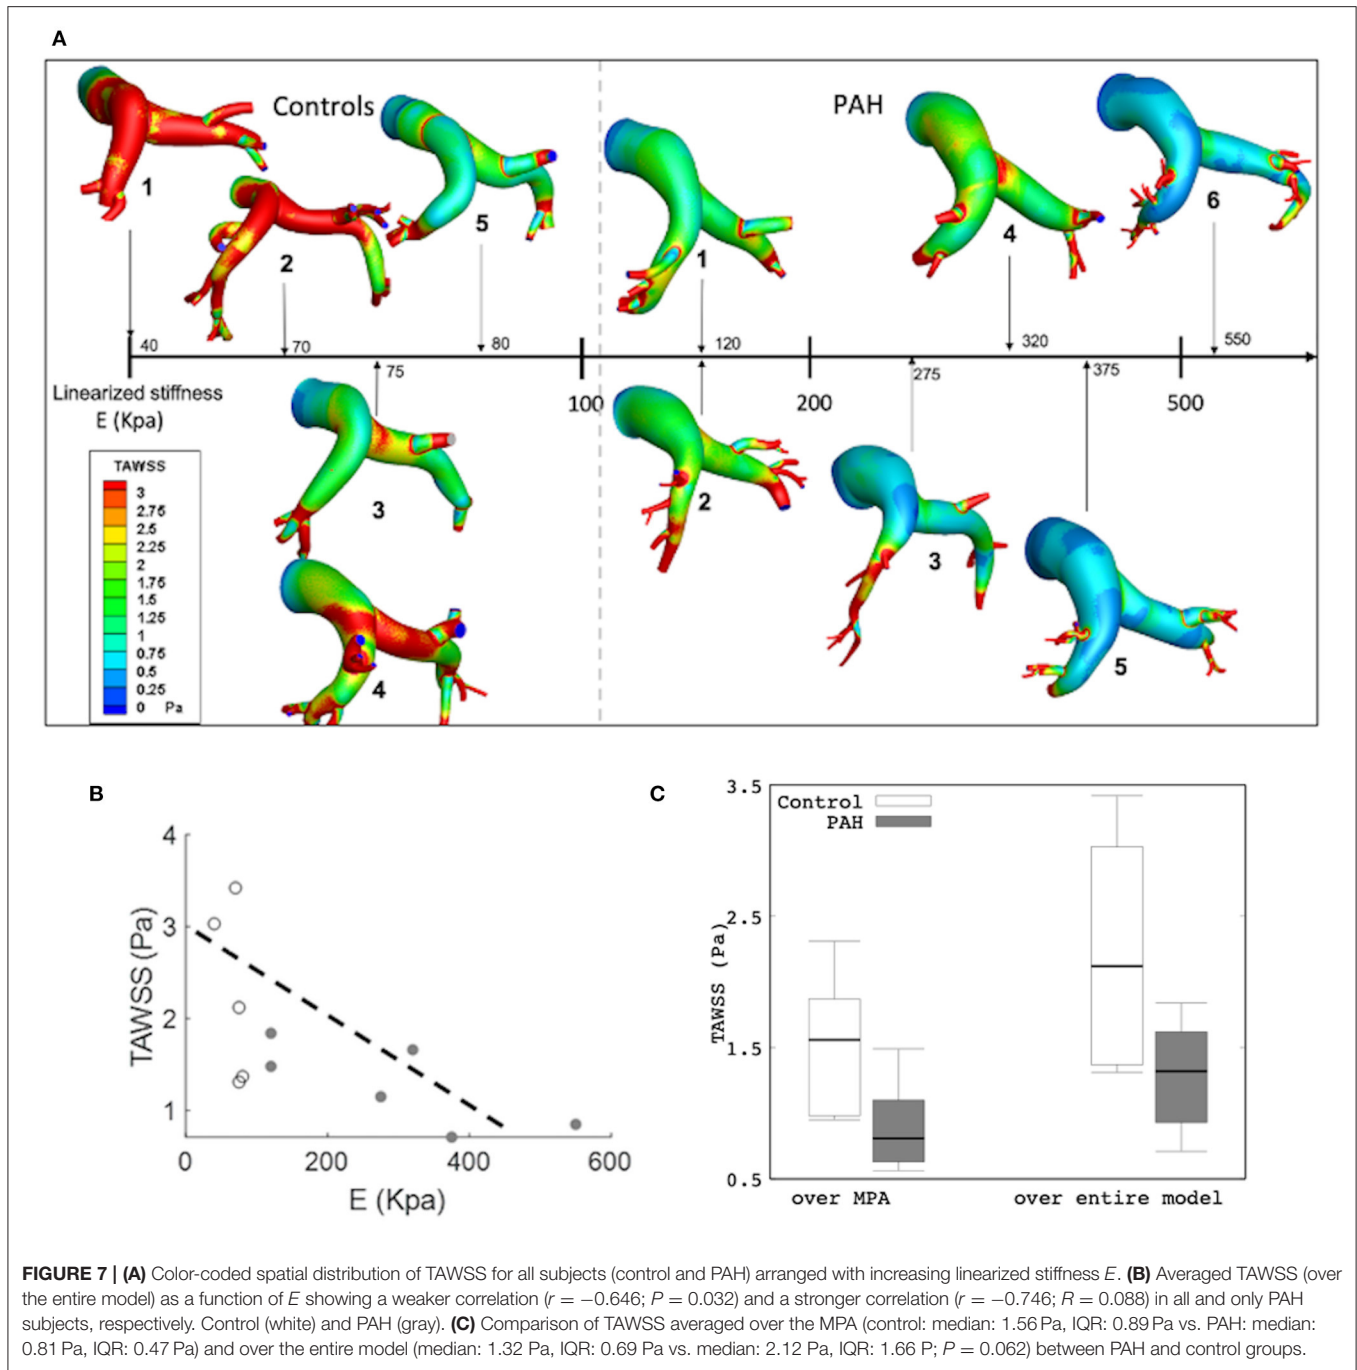 A
Controls
PAH
1
2
5
1
4
6
40
70
80
120
320
550
75
275
375
Linearized stiffness
E (Kpa)
100
200
500
TAWSS
3
2.75
2.5
2.25
2
1.75
1.5
1.25
1
0.75
0.5
0.25
0 Pa
3
4
2
3
5
B
4
3
2
1
TAWSS (Pa)
0
200
400
600
E (Kpa)
C
3.5
2.5
1.5
0.5
TAWSS (Pa)
Control
PAH
over MPA
over entire model
FIGURE 7 | (A) Color-coded spatial distribution of TAWSS for all subjects (control and PAH) arranged with increasing linearized stiffness E. (B) Averaged TAWSS (over
the entire model) as a function of E showing a weaker correlation (r = −0.646; P = 0.032) and a stronger correlation (r = −0.746; R = 0.088) in all and only PAH
subjects, respectively. Control (white) and PAH (gray). (C) Comparison of TAWSS averaged over the MPA (control: median: 1.56 Pa, IQR: 0.89 Pa vs. PAH: median:
0.81 Pa, IQR: 0.47 Pa) and over the entire model (median: 1.32 Pa, IQR: 0.69 Pa vs. median: 2.12 Pa, IQR: 1.66 P; P = 0.062) between PAH and control groups.